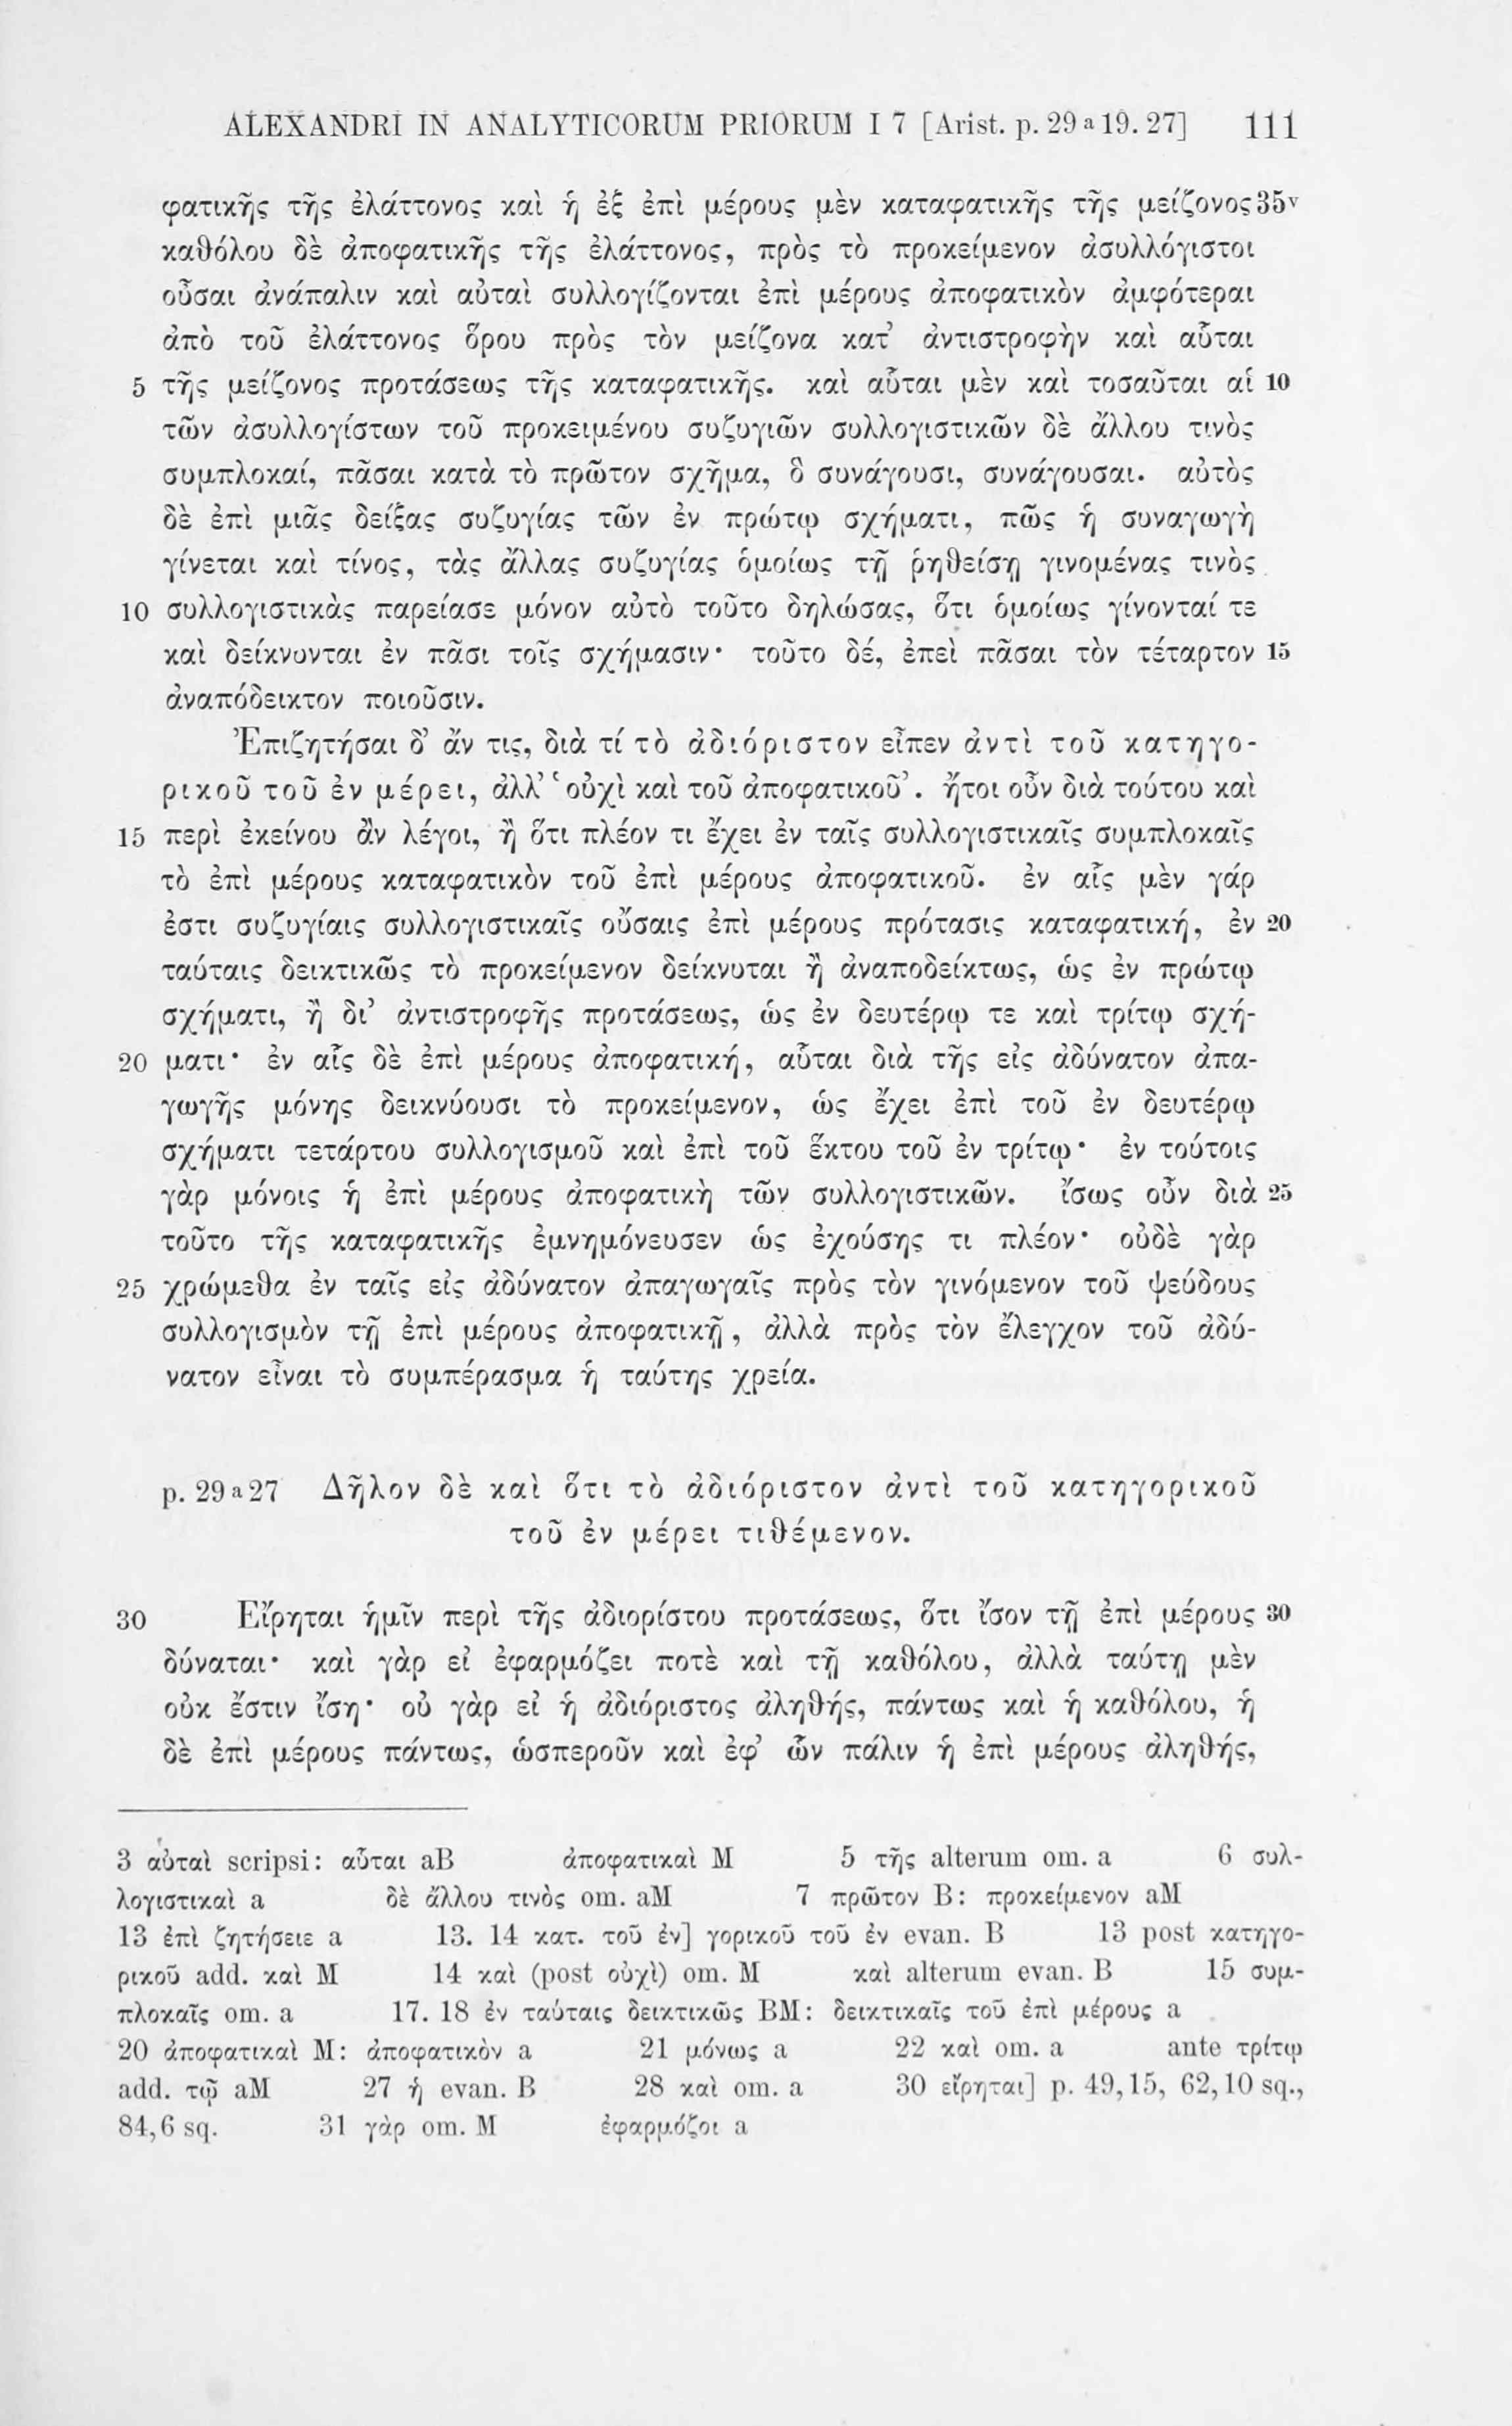 ALEXANDRI IN ANALYTICORUM PRIORUM I 7 [Arist. p. 29 a 19. 27] 111
φατικῆς τῆς ἐλάττονος καὶ ἡ ἐξ ἐπὶ μέρους μὲν καταφατικῆς τῆς μείζονος 35v
καθόλου δὲ ἀποφατικῆς τῆς ἐλάττονος, πρὸς τὸ προκείμενον ἀσυλλόγιστοι
οὖσαι ἀνάπαλιν καὶ αὐταὶ συλλογίζονται ἐπὶ μέρους ἀποφατικὸν ἀμφότεραι
ἀπὸ τοῦ ἐλάττονος ὅρου πρὸς τὸν μείζονα κατ’ ἀντιστροφὴν καὶ αὗται
5 τῆς μείζονος προτάσεως τῆς καταφατικῆς. καὶ αὗται μὲν καὶ τοσαῦται αἱ 10
τῶν ἀσυλλογίστων τοῦ προκειμένου συζυγιῶν συλλογιστικῶν δὲ ἄλλου τινὸς
συμπλοκαί, πᾶσαι κατὰ τὸ πρῶτον σχῆμα, ὃ συνάγουσι, συνάγουσαι. αὐτὸς
δὲ ἐπὶ μιᾶς δείξας συζυγίας τῶν ἐν πρώτῳ σχήματι, πῶς ἡ συναγωγὴ
γίνεται καὶ τίνος, τὰς ἄλλας συζυγίας ὁμοίως τῇ ῥηθείσῃ γινομένας τινὸς
10 συλλογιστικὰς παρείασε μόνον αὐτὸ τοῦτο δηλώσας, ὅτι ὁμοίως γίνονταί τε
καὶ δείκνυνται ἐν πᾶσι τοῖς σχήμασιν· τοῦτο δέ, ἐπεὶ πᾶσαι τὸν τέταρτον 15
ἀναπόδεικτον ποιοῦσιν.
Ἐπιζητήσαι δ’ ἄν τις, διὰ τί τὸ ἀδιόριστον εἶπεν ἀντὶ τοῦ κατηγο-
ρικοῦ τοῦ ἐν μέρει, ἀλλ’ ‘οὐχὶ καὶ τοῦ ἀποφατικοῦ’. ἤτοι οὖν διὰ τούτου καὶ
15 περὶ ἐκείνου ἂν λέγοι, ἢ ὅτι πλέον τι ἔχει ἐν ταῖς συλλογιστικαῖς συμπλοκαῖς
τὸ ἐπὶ μέρους καταφατικὸν τοῦ ἐπὶ μέρους ἀποφατικοῦ. ἐν αἷς μὲν γάρ
ἐστι συζυγίαις συλλογιστικαῖς οὔσαις ἐπὶ μέρους πρότασις καταφατική, ἐν 20
ταύταις δεικτικῶς τὸ προκείμενον δείκνυται ἢ ἀναποδείκτως, ὡς ἐν πρώτῳ
σχήματι, ἢ δι’ ἀντιστροφῆς προτάσεως, ὡς ἐν δευτέρῳ τε καὶ τρίτῳ σχή-
20 ματι· ἐν αἷς δὲ ἐπὶ μέρους ἀποφατική, αὗται διὰ τῆς εἰς ἀδύνατον ἀπα-
γωγῆς μόνης δεικνύουσι τὸ προκείμενον, ὡς ἔχει ἐπὶ τοῦ ἐν δευτέρῳ
σχήματι τετάρτου συλλογισμοῦ καὶ ἐπὶ τοῦ ἕκτου τοῦ ἐν τρίτῳ· ἐν τούτοις
γὰρ μόνοις ἡ ἐπὶ μέρους ἀποφατικὴ τῶν συλλογιστικῶν. ἴσως οὖν διὰ 25
τοῦτο τῆς καταφατικῆς ἐμνημόνευσεν ὡς ἐχούσης τι πλέον· οὐδὲ γὰρ
25 χρώμεθα ἐν ταῖς εἰς ἀδύνατον ἀπαγωγαῖς πρὸς τὸν γινόμενον τοῦ ψεύδους
συλλογισμὸν τῇ ἐπὶ μέρους ἀποφατικῇ, ἀλλὰ πρὸς τὸν ἔλεγχον τοῦ ἀδύ-
νατον εἶναι τὸ συμπέρασμα ἡ ταύτης χρεία.
p. 29 a 27 Δῆλον δὲ καὶ ὅτι τὸ ἀδιόριστον ἀντὶ τοῦ κατηγορικοῦ
τοῦ ἐν μέρει τιθέμενον.
30 Εἴρηται ἡμῖν περὶ τῆς ἀδιορίστου προτάσεως, ὅτι ἴσον τῇ ἐπὶ μέρους 30
δύναται· καὶ γὰρ εἰ ἐφαρμόζει ποτὲ καὶ τῇ καθόλου, ἀλλὰ ταύτῃ μὲν
οὐκ ἔστιν ἴση· οὐ γὰρ εἰ ἡ ἀδιόριστος ἀληθής, πάντως καὶ ἡ καθόλου, ἡ
δὲ ἐπὶ μέρους πάντως, ὡσπεροῦν καὶ ἐφ’ ὧν πάλιν ἡ ἐπὶ μέρους ἀληθής,
3 αὐταὶ scripsi: αὗται aB ἀποφατικαὶ M 5 τῆς alterum om. a 6 συλ-
λογιστικαὶ a δὲ ἄλλου τινὸς om. aM 7 πρῶτον B: προκείμενον aM
13 ἐπὶ ζητήσειε a 13. 14 κατ. τοῦ ἐν] γορικοῦ τοῦ ἐν evan. B 13 post κατηγο-
ρικοῦ add. καὶ M 14 καὶ (post οὐχὶ) om. M καὶ alterum evan. B 15 συμ-
πλοκαῖς om. a 17. 18 ἐν ταύταις δεικτικῶς BM: δεικτικαῖς τοῦ ἐπὶ μέρους a
20 ἀποφατικαὶ M: ἀποφατικὸν a 21 μόνως a 22 καὶ om. a ante τρίτῳ
add. τῷ aM 27 ἡ evan. B 28 καὶ om. a 30 εἴρηται] p. 49,15, 62,10 sq.,
84,6 sq. 31 γὰρ om. M ἐφαρμόζοι a